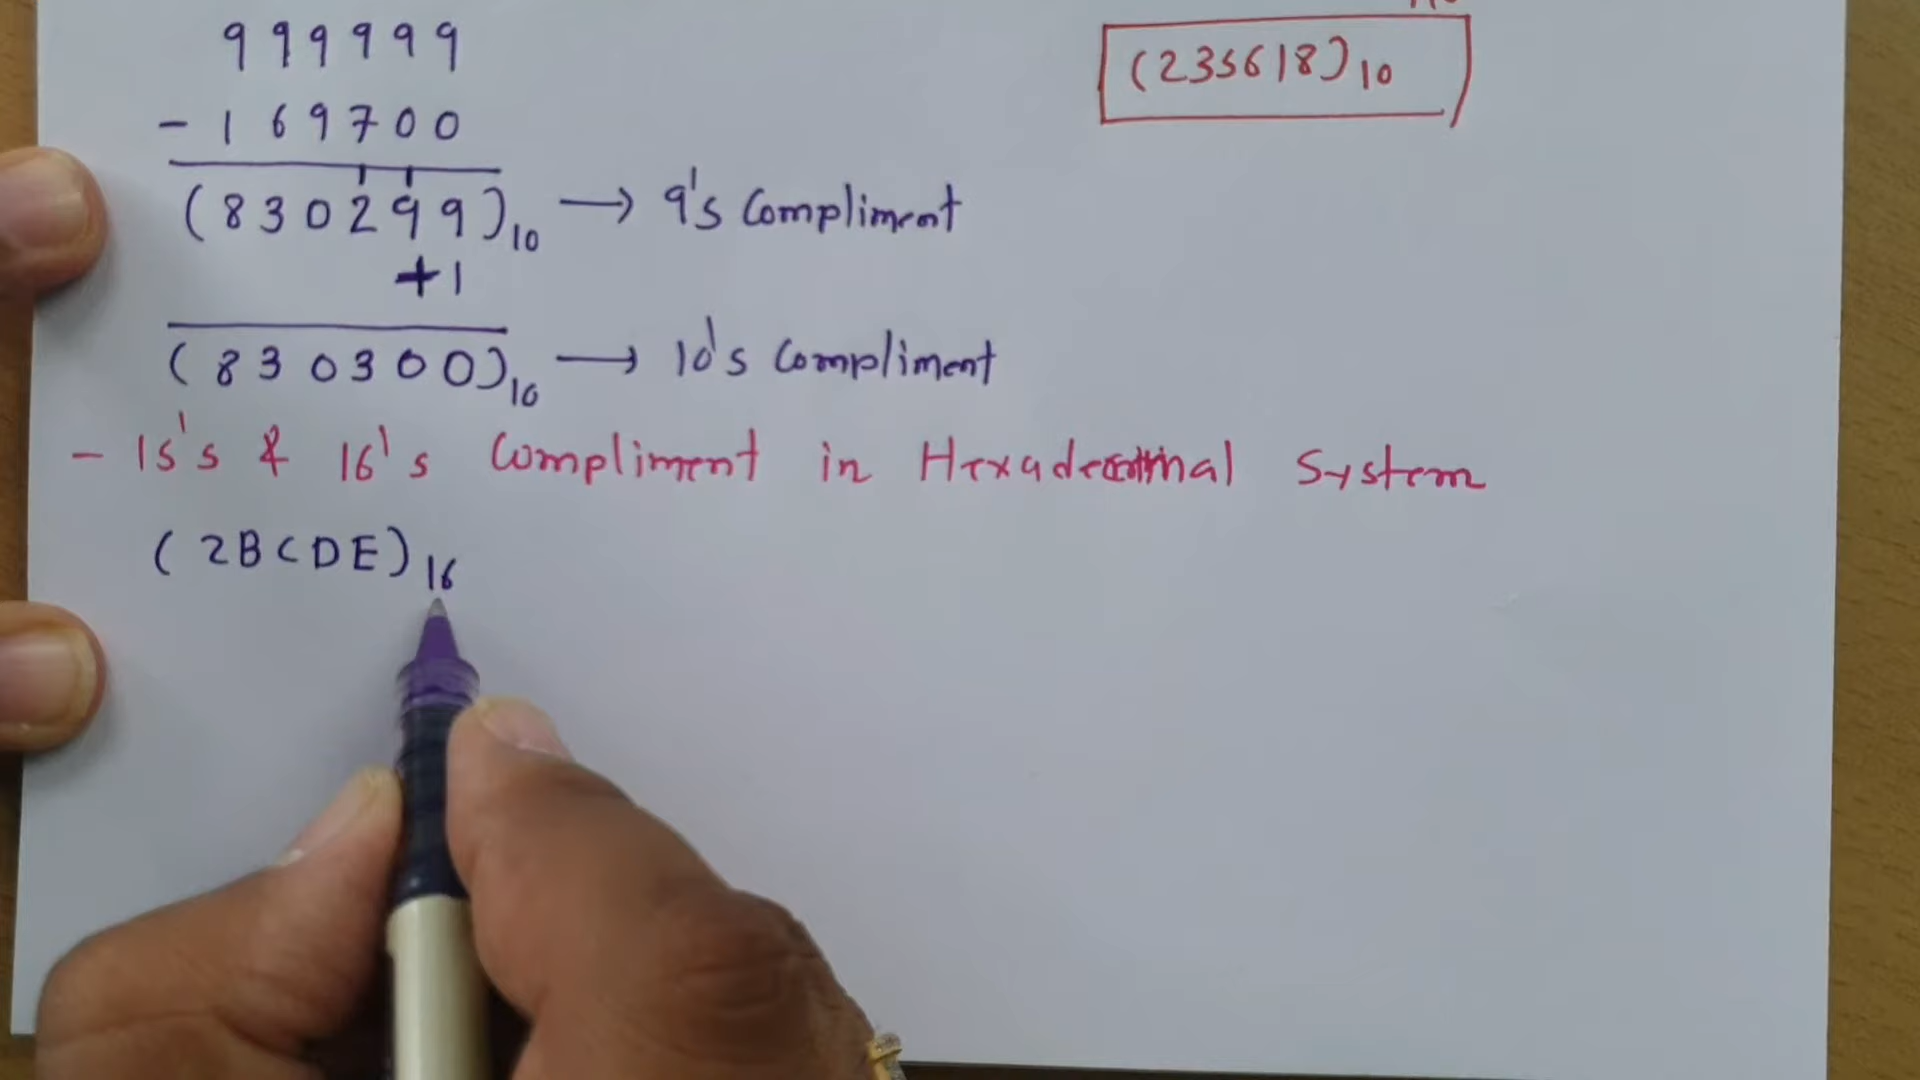 999999
- 169700
(830299)10 → 9's Compliment
+1
(830300)10 → 10's Compliment
(235618)10
- 15's & 16's Compliment in Hexadecimal System
(2BCDE)16